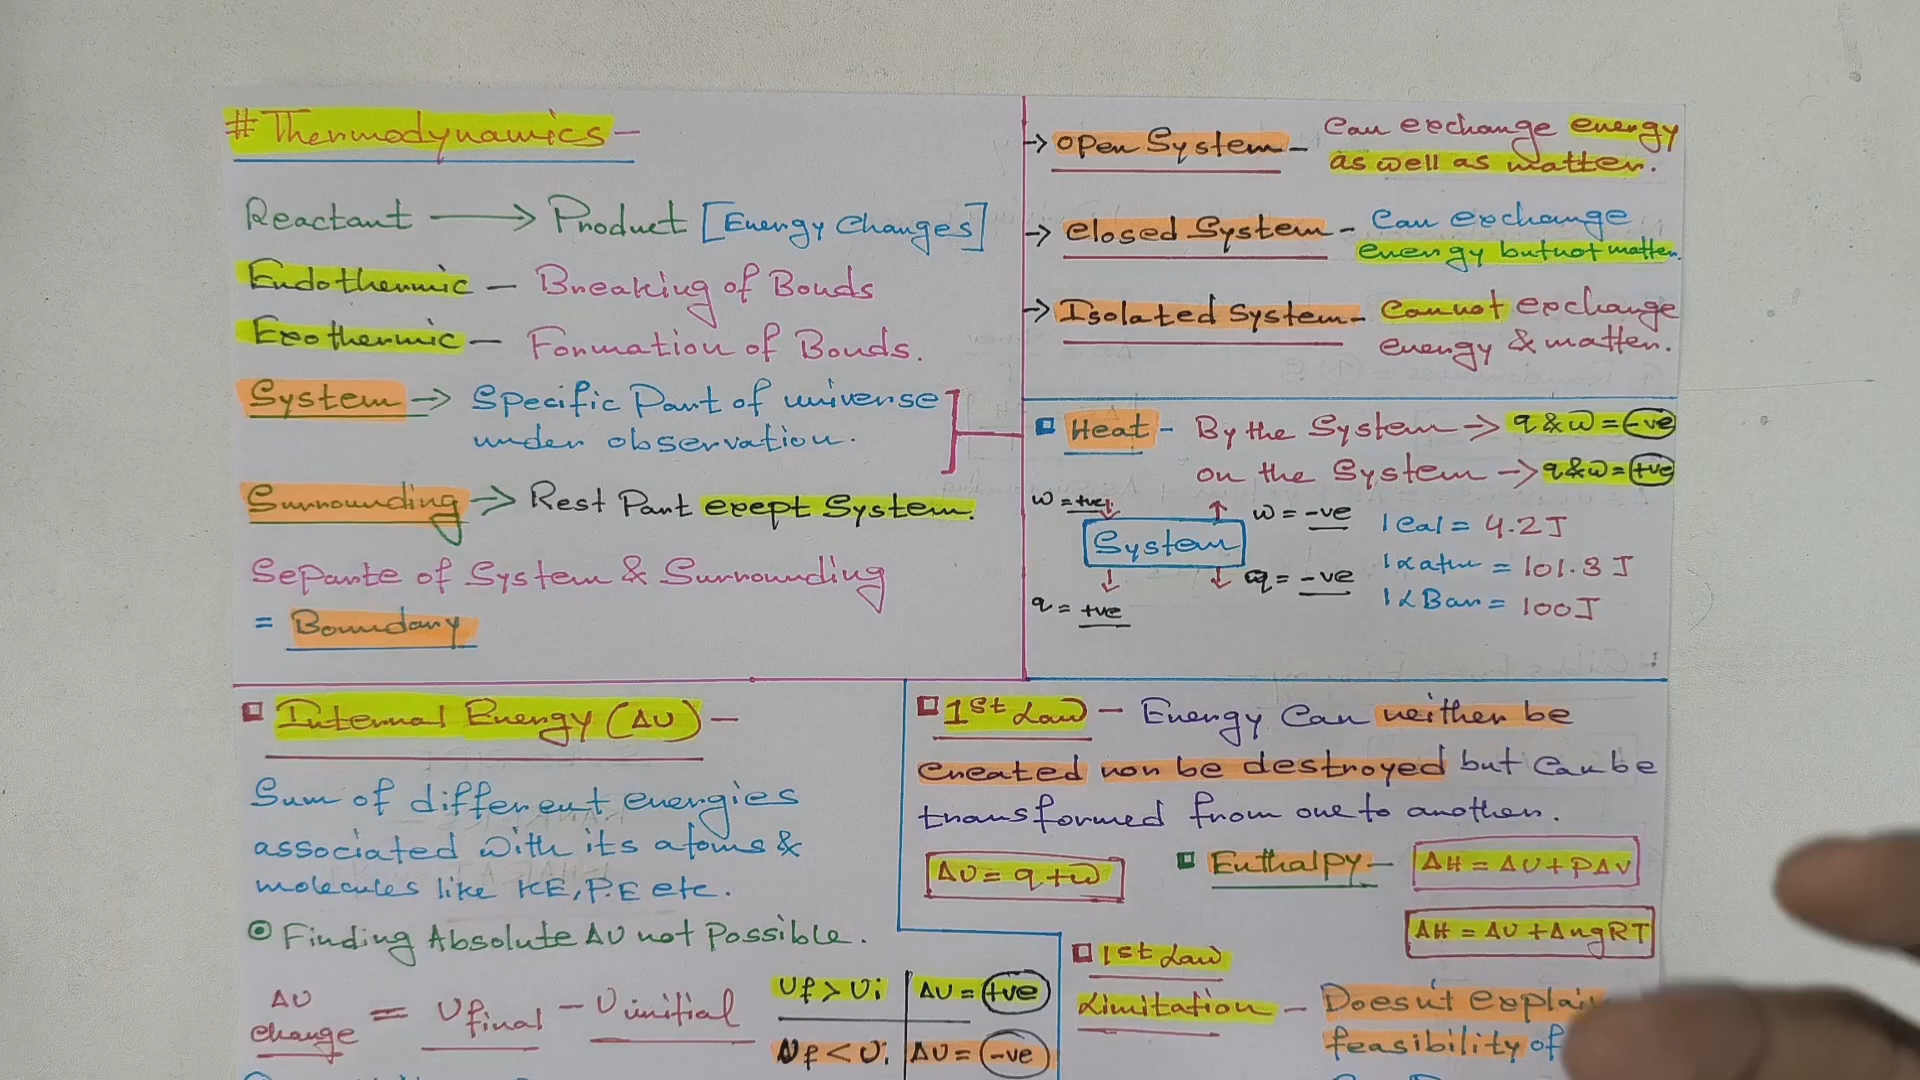 # Thermodynamics —
Reactant → Product [Energy Changes]
Endothermic — Breaking of Bonds
Exothermic — Formation of Bonds.
System → Specific Part of universe
under observation.
Surrounding → Rest Part exept System.
Separate of System & Surrounding
= Boundary
→ Open System — Can exchange energy
as well as matter.
→ Closed System — Can exchange
energy but not matter.
→ Isolated System — Cannot exchange
energy & matter.
Heat - By the System → q & w = -ve
on the System → q & w = +ve
w = +ve
w = -ve
System
q = +ve
q = -ve
1 Cal = 4.2 J
1 L atm = 101.3 J
1 L Bar = 100 J
Internal Energy (ΔU) —
Sum of different energies
associated with its atoms &
molecules like KE, P.E etc.
Finding Absolute ΔU not Possible.
ΔU change = U final - U initial
Uf > Ui | ΔU = +ve
Uf < Ui | ΔU = -ve
1st Law — Energy Can neither be
created nor be destroyed but can be
transformed from one to another.
ΔU = q + w
Enthalpy — ΔH = ΔU + PΔV
ΔH = ΔU + ΔngRT
1st Law
Limitation — Doesn't explain
feasibility of